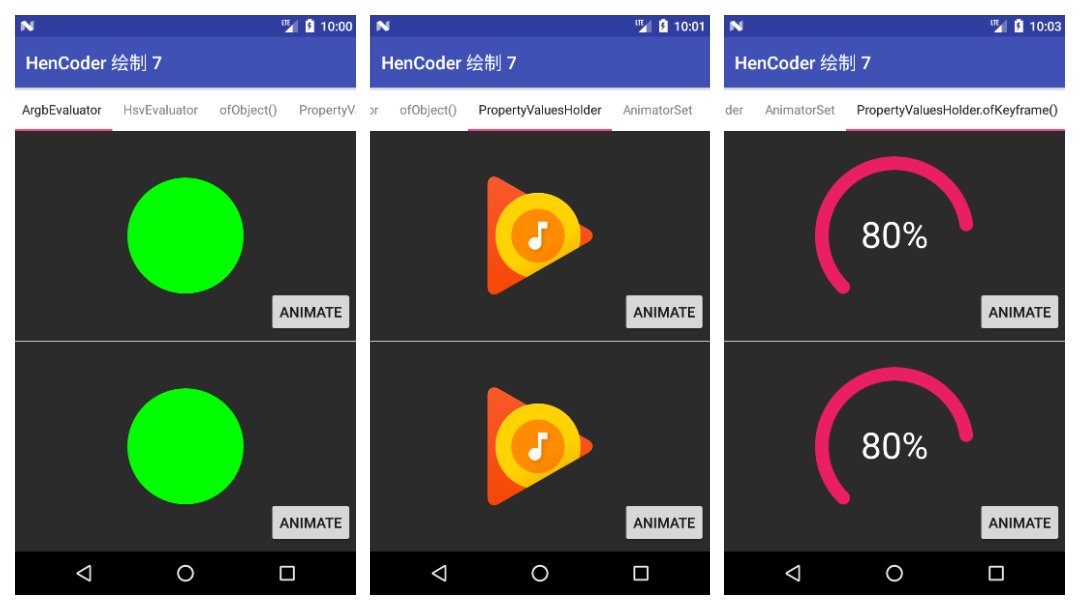 LTE 10:00
HenCoder 绘制 7
ArgbEvaluator HsvEvaluator ofObject() PropertyV
ANIMATE
ANIMATE
LTE 10:01
HenCoder 绘制 7
or ofObject() PropertyValuesHolder AnimatorSet
ANIMATE
ANIMATE
LTE 10:03
HenCoder 绘制 7
der AnimatorSet PropertyValuesHolder.ofKeyframe()
80%
ANIMATE
80%
ANIMATE